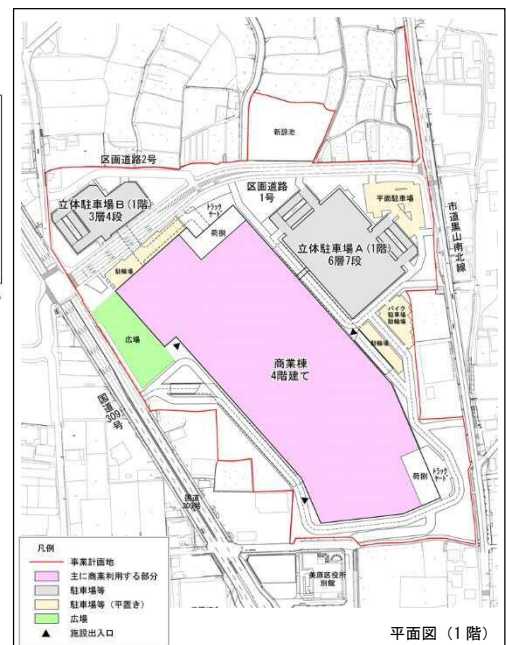 新設池
区画道路2号
立体駐車場B(1階)
3層4段
トラック
ヤード
荷捌
区画道路
1号
平面駐車場
立体駐車場A(1階)
6層7段
市道黒山南北線
駐輪場
バイク
駐車場
駐輪場
駐輪場
広場
商業棟
4階建て
国道309号
荷捌
トラック
ヤード
国道
309号
美原区役所
別館
凡例
事業計画地
主に商業利用する部分
駐車場等
駐車場等(平置き)
広場
▲ 施設出入口
平面図(1階)